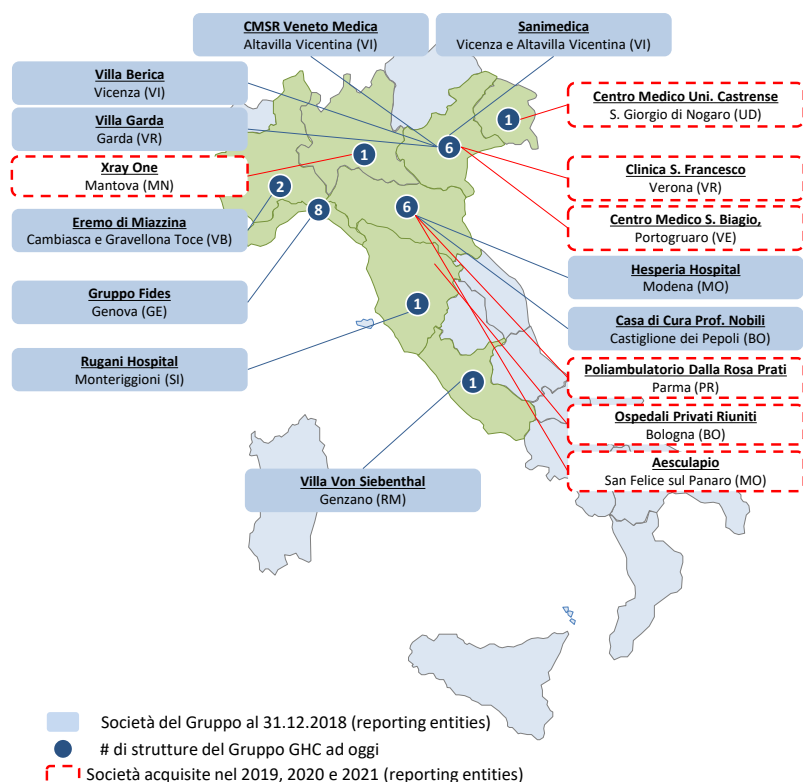 CMSR Veneto Medica
Altavilla Vicentina (VI)
Sanimedica
Vicenza e Altavilla Vicentina (VI)
Villa Berica
Vicenza (VI)
Villa Garda
Garda (VR)
Xray One
Mantova (MN)
Eremo di Miazzina
Cambiasca e Gravellona Toce (VB)
Gruppo Fides
Genova (GE)
Rugani Hospital
Monteriggioni (SI)
Villa Von Siebenthal
Genzano (RM)
1
6
1
2
8
6
1
1
Centro Medico Uni. Castrense
S. Giorgio di Nogaro (UD)
Clinica S. Francesco
Verona (VR)
Centro Medico S. Biagio,
Portogruaro (VE)
Hesperia Hospital
Modena (MO)
Casa di Cura Prof. Nobili
Castiglione dei Pepoli (BO)
Poliambulatorio Dalla Rosa Prati
Parma (PR)
Ospedali Privati Riuniti
Bologna (BO)
Aesculapio
San Felice sul Panaro (MO)
Società del Gruppo al 31.12.2018 (reporting entities)
# di strutture del Gruppo GHC ad oggi
Società acquisite nel 2019, 2020 e 2021 (reporting entities)